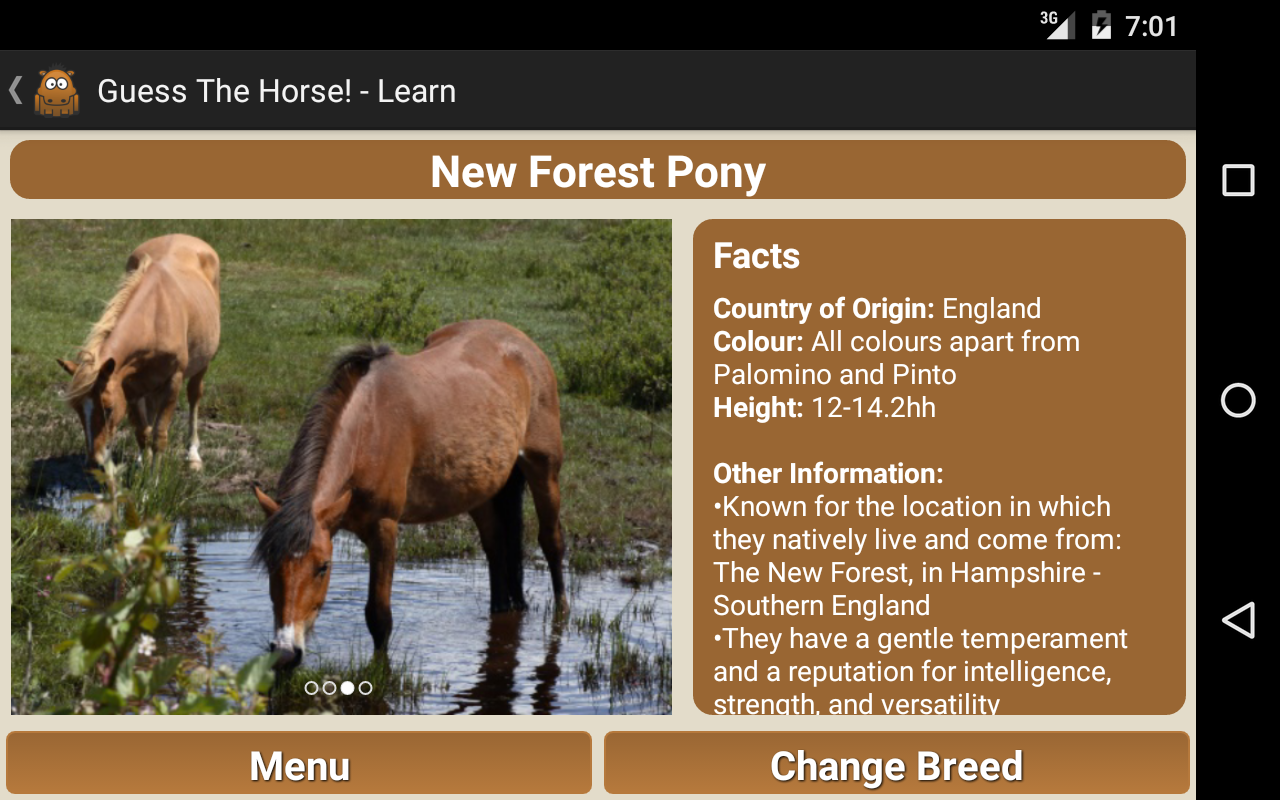 3G 7:01
Guess The Horse! - Learn
New Forest Pony
Facts
Country of Origin: England
Colour: All colours apart from
Palomino and Pinto
Height: 12-14.2hh
Other Information:
•Known for the location in which
they natively live and come from:
The New Forest, in Hampshire -
Southern England
•They have a gentle temperament
and a reputation for intelligence,
strength, and versatility
Menu
Change Breed